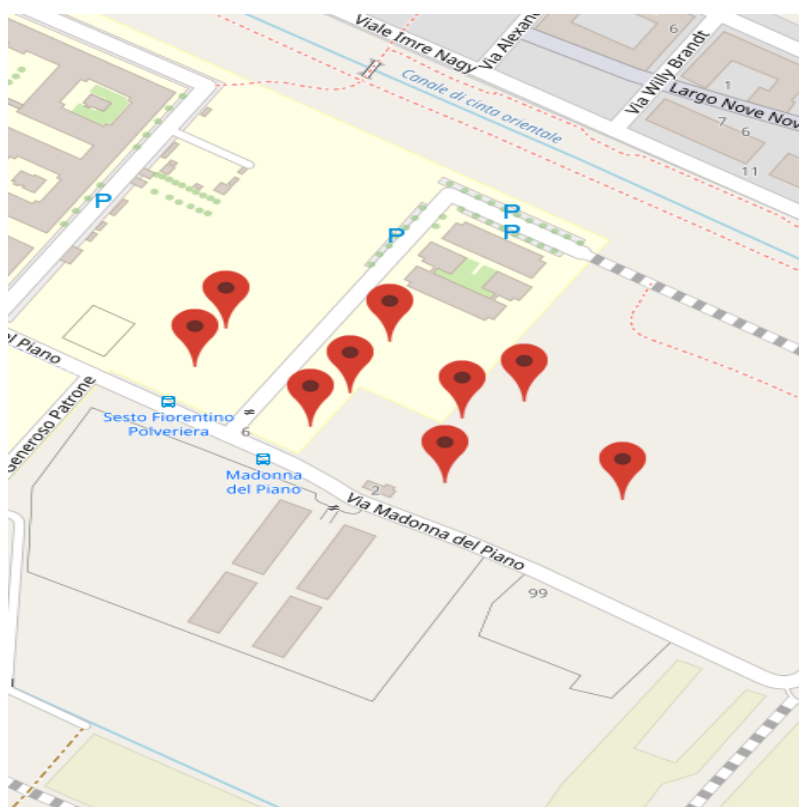 Viale Imre Nagy
Via Alexan
6
Via Willy Brandt
Canale di cinta orientale
1
Largo Nove Nov
7
6
11
P
P
P
P
del Piano
Generoso Patrone
Sesto Fiorentino
Polveriera
6
Madonna
del Piano
2
Via Madonna del Piano
99